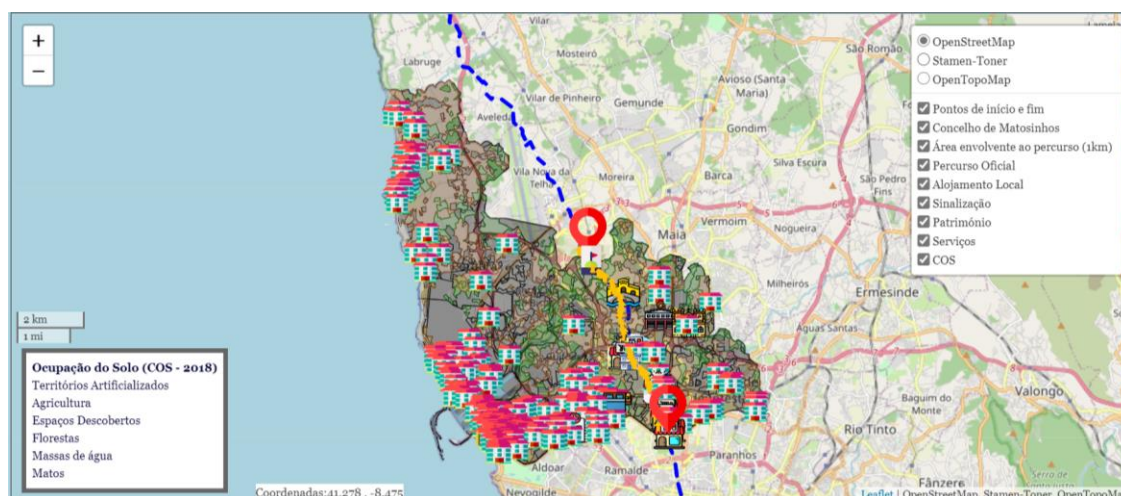 +
−
2 km
1 mi
Ocupação do Solo (COS - 2018)
Territórios Artificializados
Agricultura
Espaços Descobertos
Florestas
Massas de água
Matos
Coordenadas:41.278 , -8.475
Vilar
Mosteiró
Labruge
Vilar de Pinheiro
Gemunde
Aveleda
Avioso (Santa
Maria)
São Romão
Gondim
Vila Nova da
Telha
Moreira
Barca
Silva Escura
São Pedro
Fins
Maia
Vermoim
Nogueira
Milheirós
Ermesinde
Águas Santas
Valongo
Baguim do
Monte
Rio Tinto
Aldoar
Ramalde
Paranhos
Nevogilde
Fânzeres
OpenStreetMap
Stamen-Toner
OpenTopoMap
Pontos de início e fim
Concelho de Matosinhos
Área envolvente ao percurso (1km)
Percurso Oficial
Alojamento Local
Sinalização
Património
Serviços
COS
Leaflet | OpenStreetMap, Stamen-Toner, OpenTopoMa